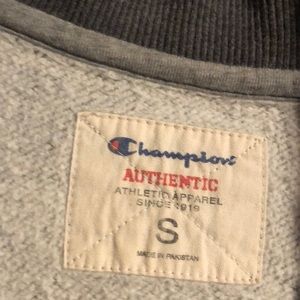 Champion
AUTHENTIC
ATHLETIC APPAREL
SINCE 1919
S
MADE IN PAKISTAN